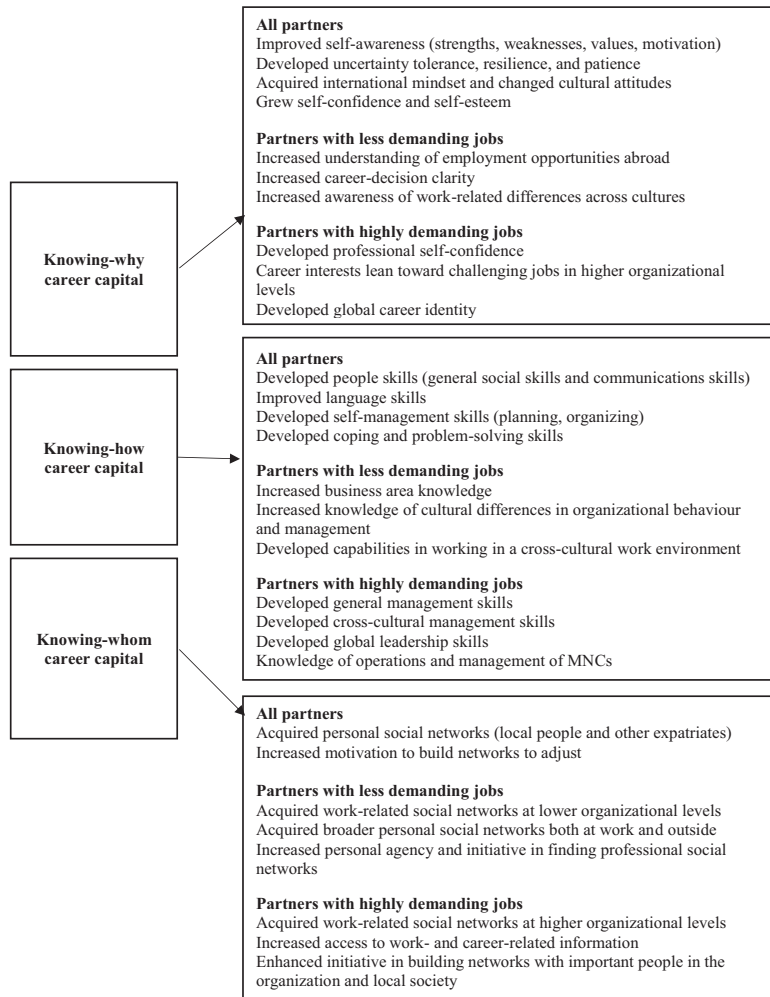 All partners
Improved self-awareness (strengths, weaknesses, values, motivation)
Developed uncertainty tolerance, resilience, and patience
Acquired international mindset and changed cultural attitudes
Grew self-confidence and self-esteem
Partners with less demanding jobs
Increased understanding of employment opportunities abroad
Increased career-decision clarity
Increased awareness of work-related differences across cultures
Partners with highly demanding jobs
Developed professional self-confidence
Career interests lean toward challenging jobs in higher organizational
levels
Developed global career identity
Knowing-why
career capital
All partners
Developed people skills (general social skills and communications skills)
Improved language skills
Developed self-management skills (planning, organizing)
Developed coping and problem-solving skills
Partners with less demanding jobs
Increased business area knowledge
Increased knowledge of cultural differences in organizational behaviour
and management
Developed capabilities in working in a cross-cultural work environment
Partners with highly demanding jobs
Developed general management skills
Developed cross-cultural management skills
Developed global leadership skills
Knowledge of operations and management of MNCs
Knowing-how
career capital
Knowing-whom
career capital
All partners
Acquired personal social networks (local people and other expatriates)
Increased motivation to build networks to adjust
Partners with less demanding jobs
Acquired work-related social networks at lower organizational levels
Acquired broader personal social networks both at work and outside
Increased personal agency and initiative in finding professional social
networks
Partners with highly demanding jobs
Acquired work-related social networks at higher organizational levels
Increased access to work- and career-related information
Enhanced initiative in building networks with important people in the
organization and local society